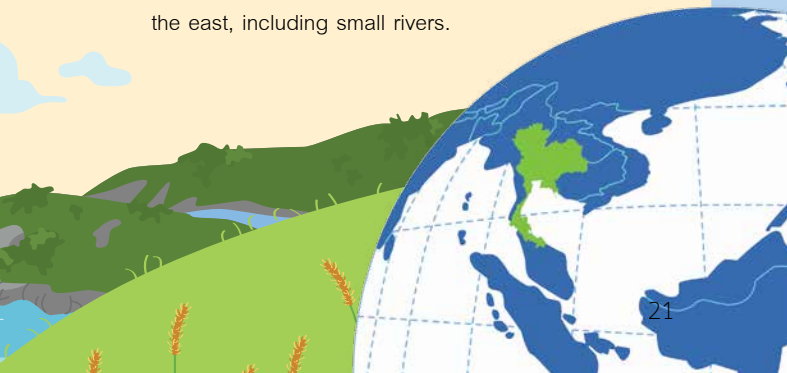 the east, including small rivers.
21